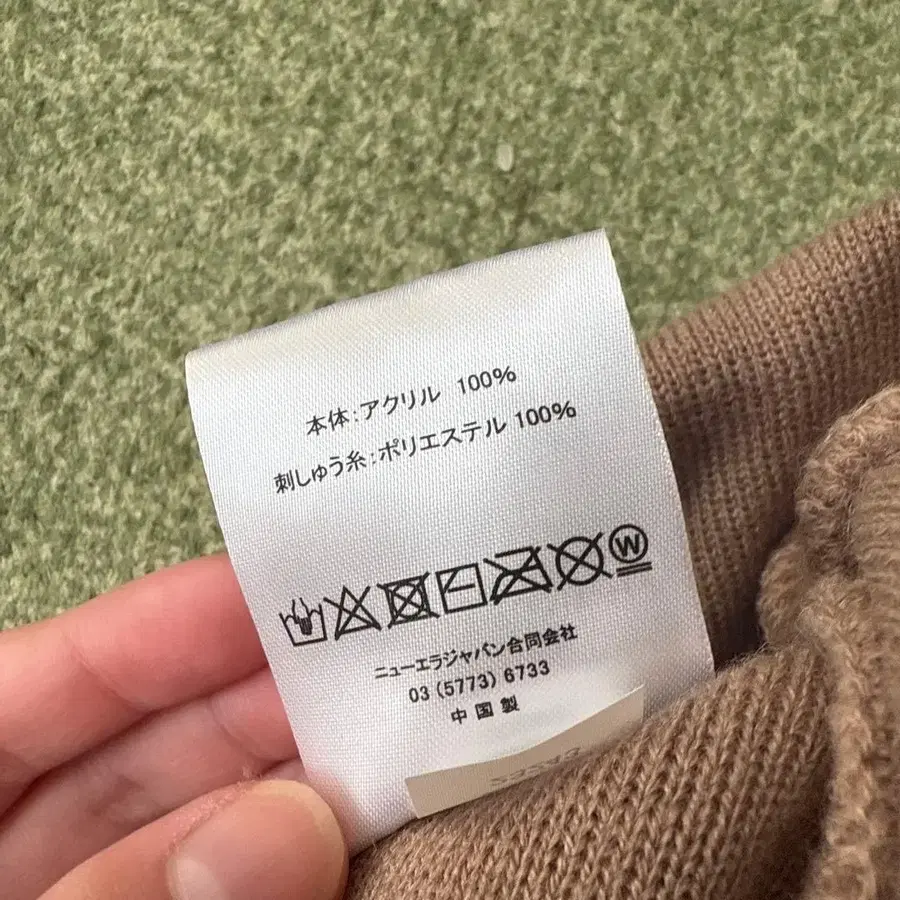 本体:アクリル 100%
刺しゅう糸:ポリエステル 100%
W
ニューエラジャパン合同会社
03 (5773) 6733
中国製